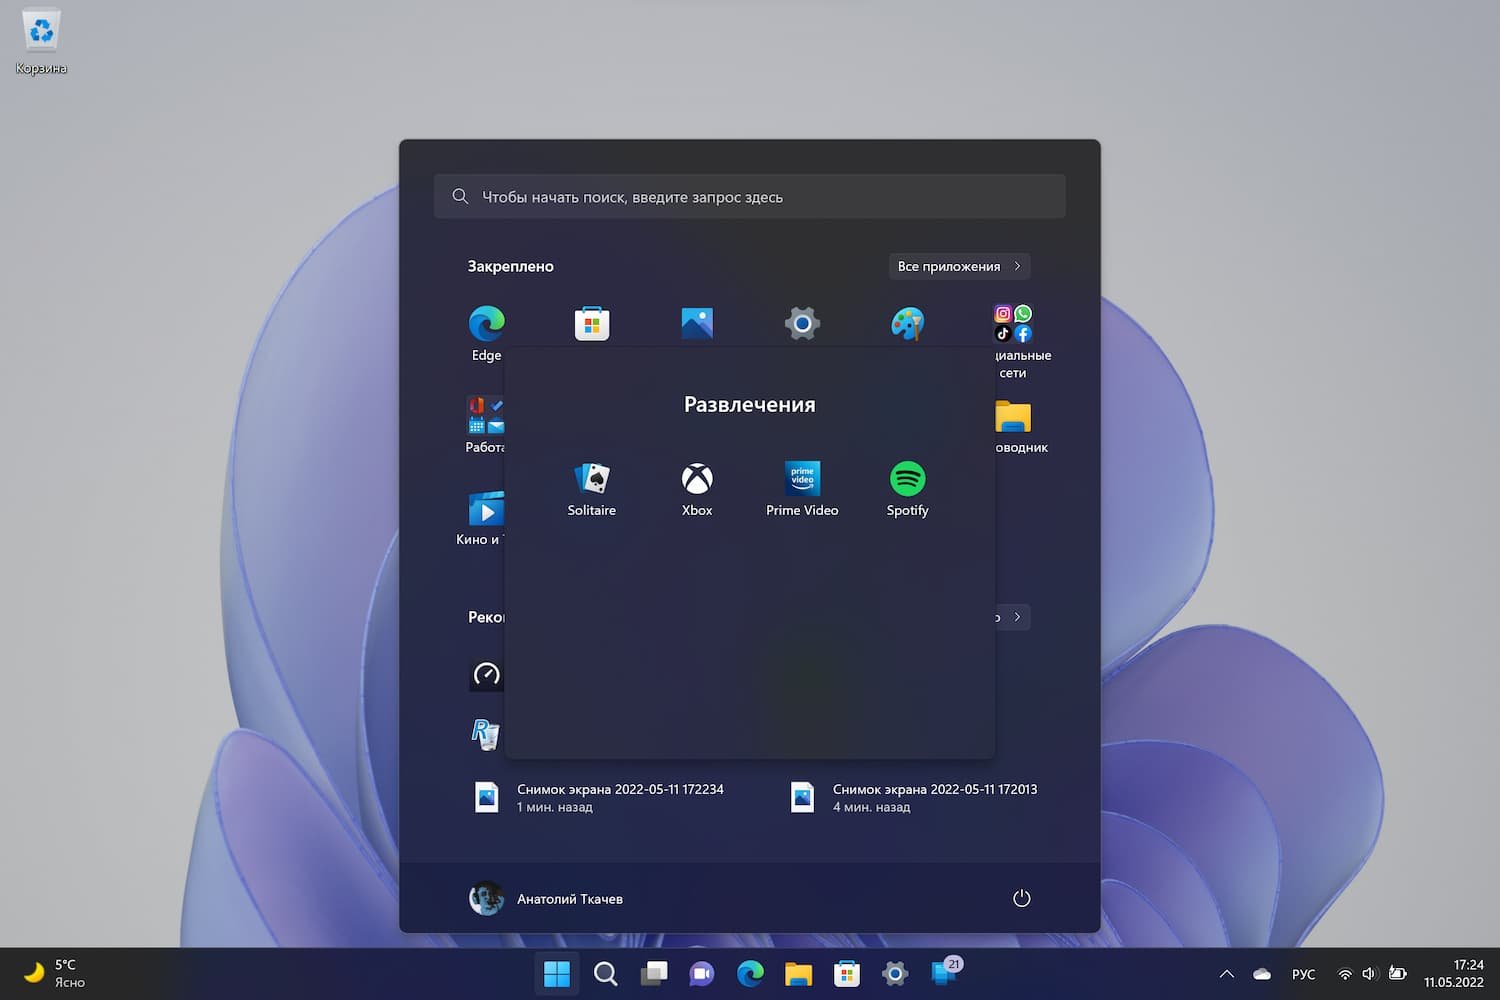 Корзина
Чтобы начать поиск, введите запрос здесь
Закреплено
Все приложения
Edge
циальные
сети
Развлечения
Работа
оводник
Solitaire
Xbox
prime
video
Prime Video
Spotify
Кино и
Реко
Снимок экрана 2022-05-11 172234
1 мин. назад
Снимок экрана 2022-05-11 172013
4 мин. назад
Анатолий Ткачев
5°C
Ясно
21
РУС
17:24
11.05.2022